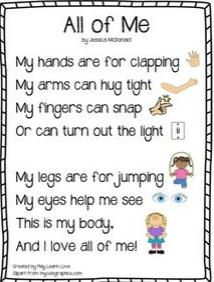 All of Me
by Jessica McDonald
My hands are for clapping
My arms can hug tight
My fingers can snap
Or can turn out the light
My legs are for jumping
My eyes help me see
This is my body,
And I love all of me!
Created by Play Learn Love
Clipart from mycutegraphics.com